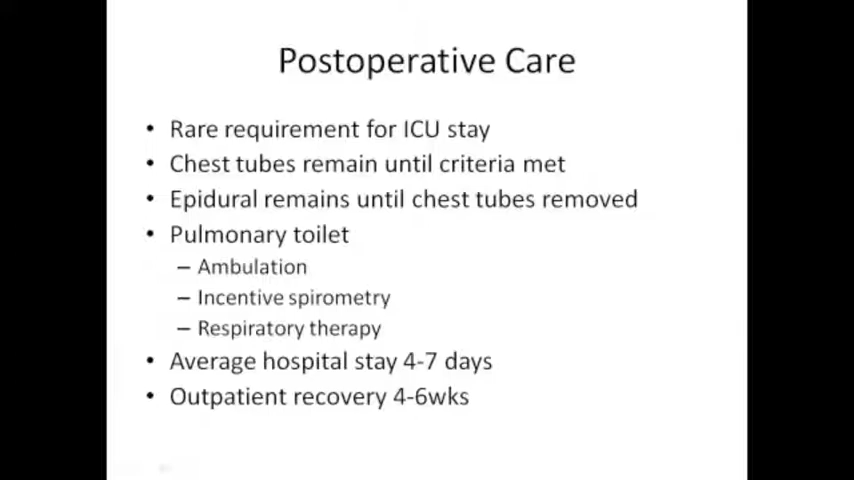 Postoperative Care
• Rare requirement for ICU stay
• Chest tubes remain until criteria met
• Epidural remains until chest tubes removed
• Pulmonary toilet
– Ambulation
– Incentive spirometry
– Respiratory therapy
• Average hospital stay 4-7 days
• Outpatient recovery 4-6wks